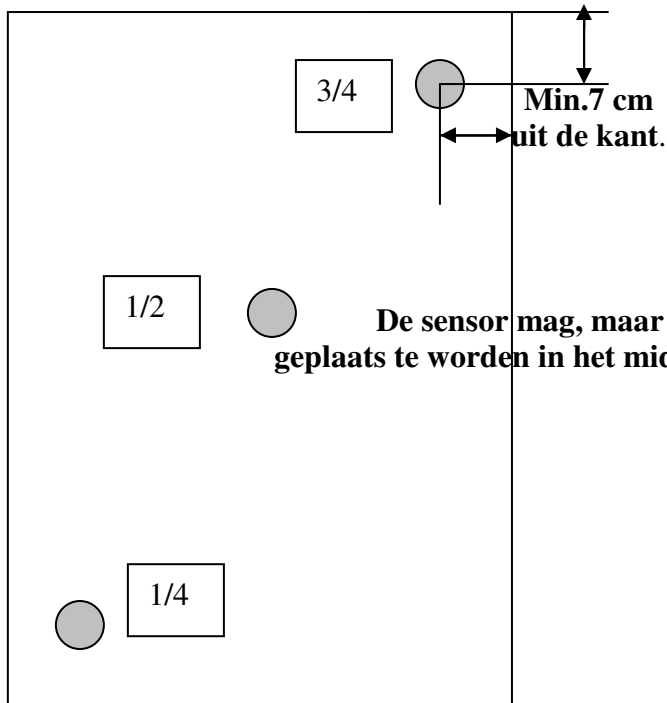 3/4
Min.7 cm
uit de kant.
1/2
De sensor mag, maar
geplaats te worden in het
1/4